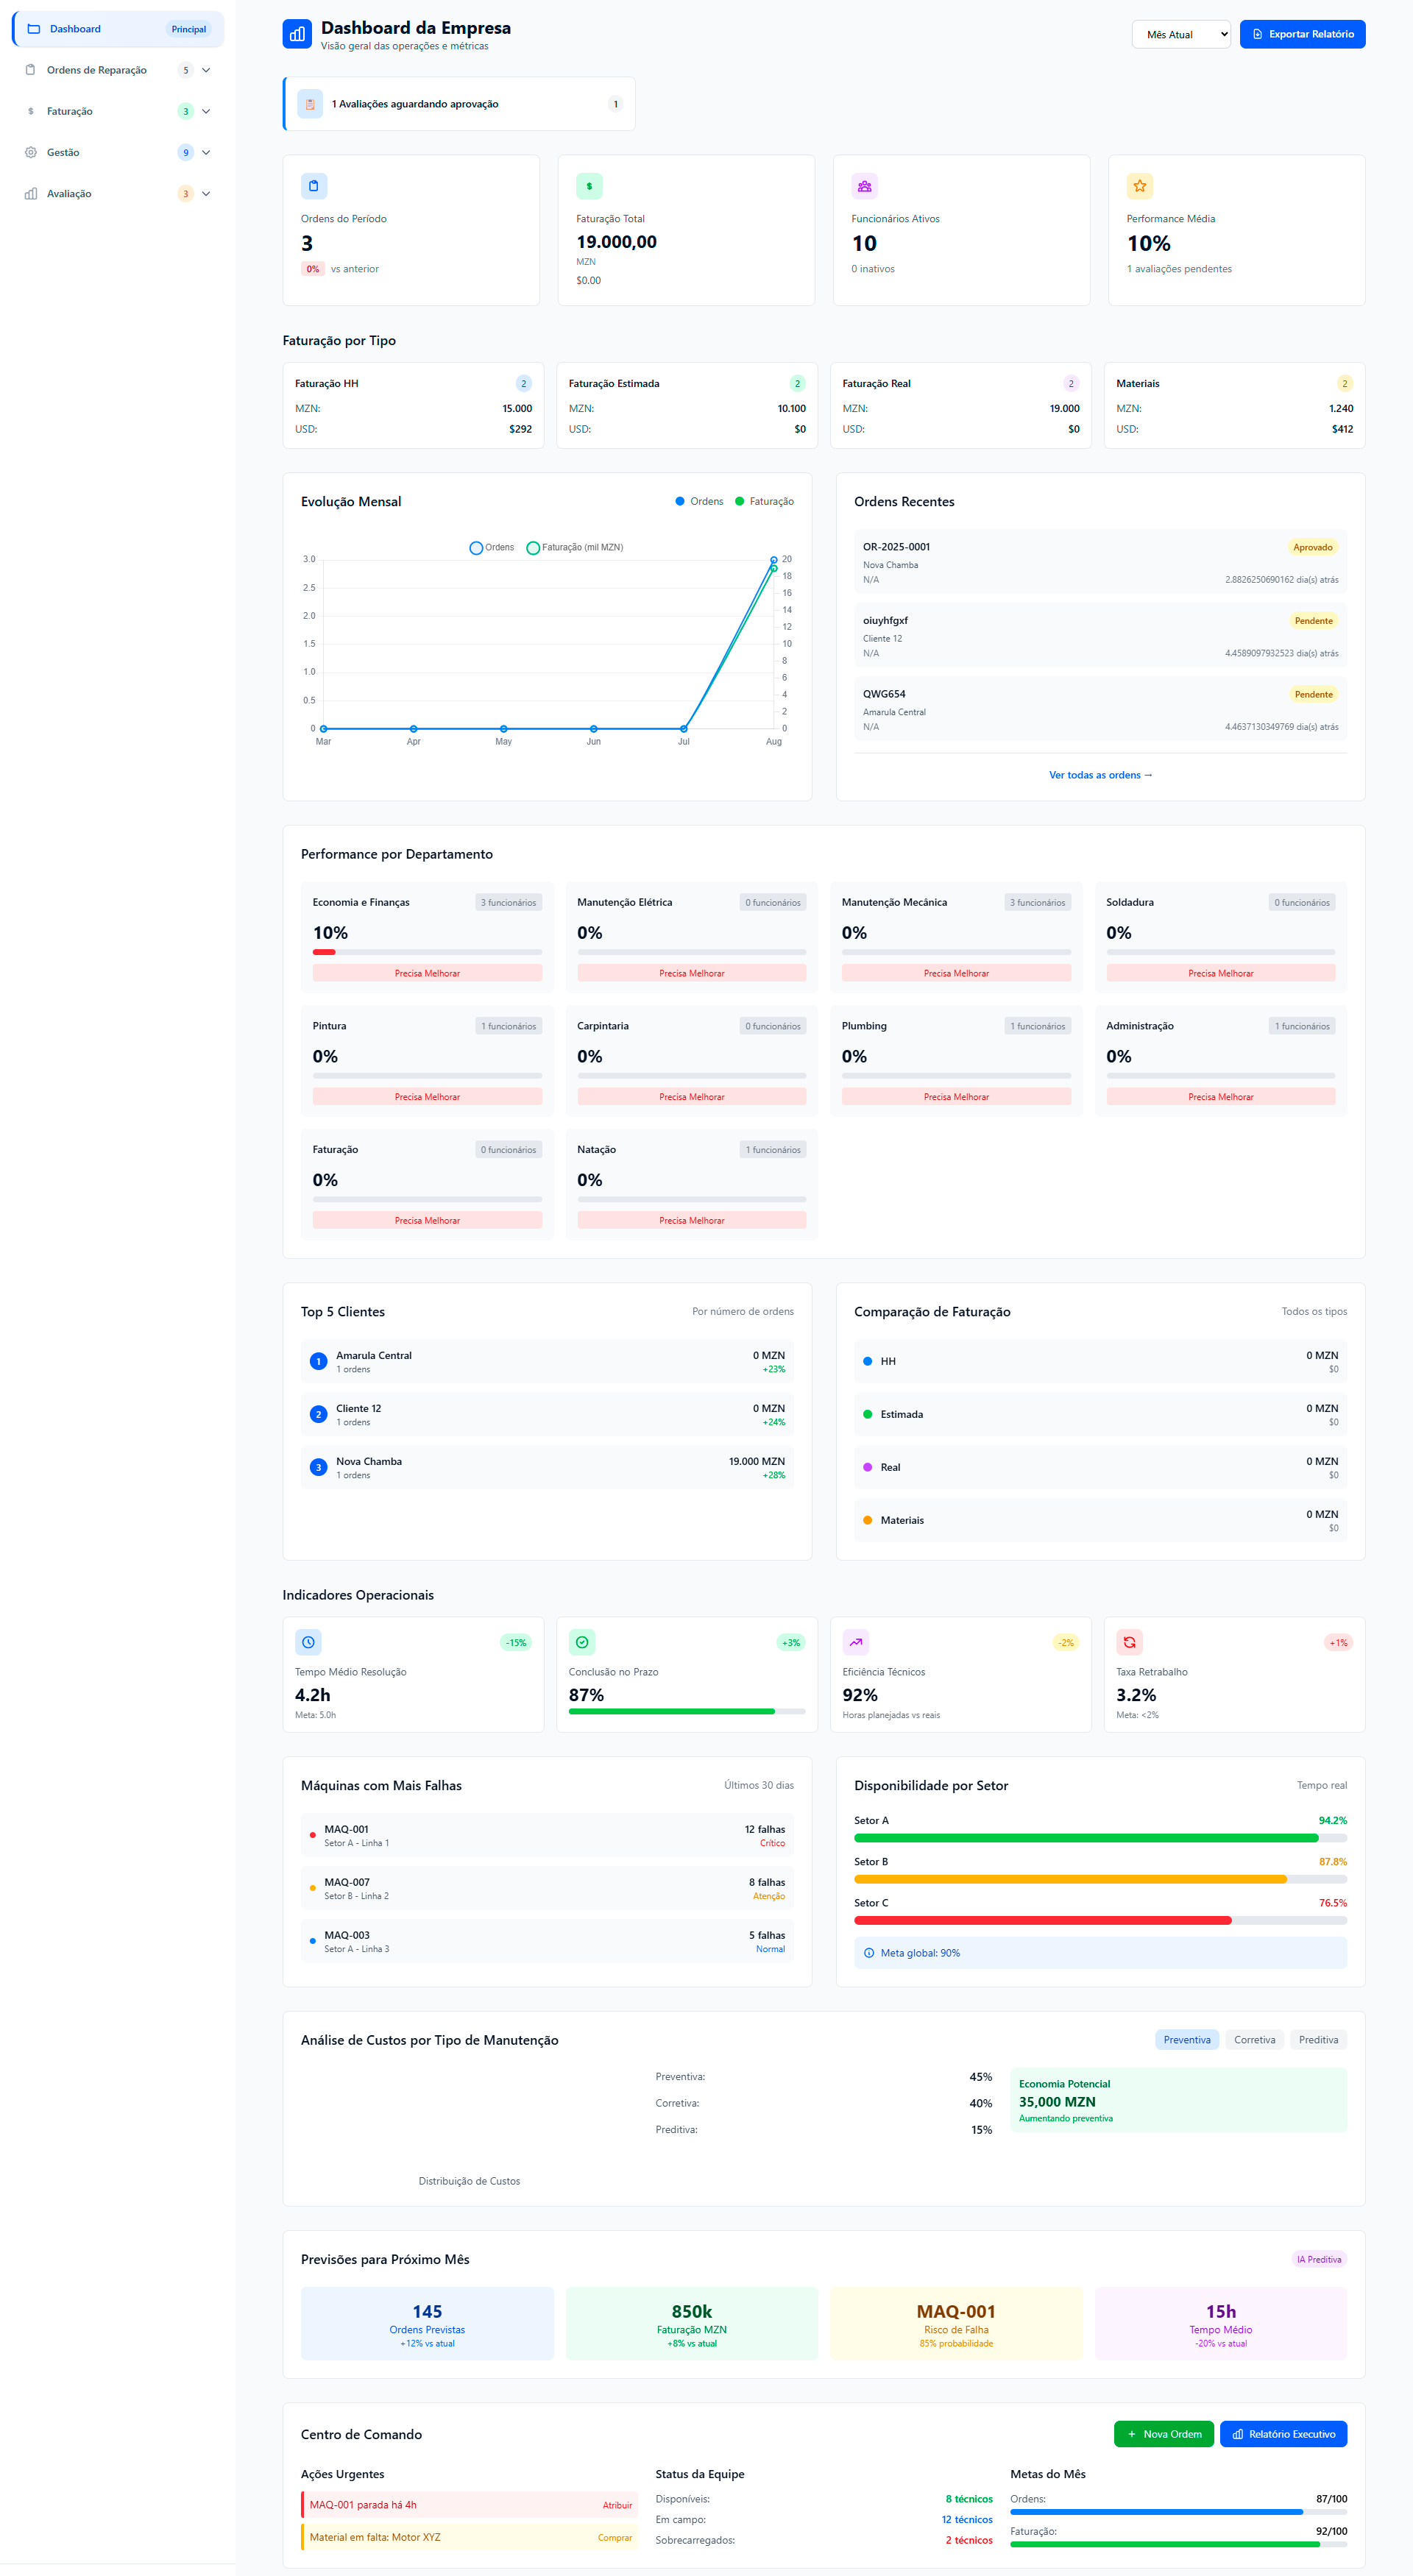 Dashboard
Principal
Ordens de Reparação
5
Faturação
3
Gestão
9
Avaliação
3
Dashboard da Empresa
Visão geral das operações e métricas
Mês Atual
Exportar Relatório
1 Avaliações aguardando aprovação
1
Ordens do Período
3
0% vs anterior
$
Faturação Total
19.000,00
MZN
$0.00
Funcionários Ativos
10
0 inativos
Performance Média
10%
1 avaliações pendentes
Faturação por Tipo
Faturação HH 2
MZN: 15.000
USD: $292
Faturação Estimada 2
MZN: 10.100
USD: $0
Faturação Real 2
MZN: 19.000
USD: $0
Materiais 2
MZN: 1.240
USD: $412
Evolução Mensal
Ordens Faturação
Ordens Faturação (mil MZN)
3.0
2.5
2.0
1.5
1.0
0.5
0
20
18
16
14
12
10
8
6
4
2
0
Mar Apr May Jun Jul Aug
Ordens Recentes
OR-2025-0001 Aprovado
Nova Chamba
N/A 2.8826250690162 dia(s) atrás
oiuyhfgxf Pendente
Cliente 12
N/A 4.4589097932523 dia(s) atrás
QWG654 Pendente
Amarula Central
N/A 4.4637130349769 dia(s) atrás
Ver todas as ordens →
Performance por Departamento
Economia e Finanças 3 funcionários
10%
Precisa Melhorar
Manutenção Elétrica 0 funcionários
0%
Precisa Melhorar
Manutenção Mecânica 3 funcionários
0%
Precisa Melhorar
Soldadura 0 funcionários
0%
Precisa Melhorar
Pintura 1 funcionários
0%
Precisa Melhorar
Carpintaria 0 funcionários
0%
Precisa Melhorar
Plumbing 1 funcionários
0%
Precisa Melhorar
Administração 1 funcionários
0%
Precisa Melhorar
Faturação 0 funcionários
0%
Precisa Melhorar
Natação 1 funcionários
0%
Precisa Melhorar
Top 5 Clientes
Por número de ordens
1 Amarula Central 0 MZN
1 ordens +23%
2 Cliente 12 0 MZN
1 ordens +24%
3 Nova Chamba 19.000 MZN
1 ordens +28%
Comparação de Faturação
Todos os tipos
HH 0 MZN
$0
Estimada 0 MZN
$0
Real 0 MZN
$0
Materiais 0 MZN
$0
Indicadores Operacionais
-15%
Tempo Médio Resolução
4.2h
Meta: 5.0h
+3%
Conclusão no Prazo
87%
-2%
Eficiência Técnicos
92%
Horas planejadas vs reais
+1%
Taxa Retrabalho
3.2%
Meta: <2%
Máquinas com Mais Falhas
Últimos 30 dias
MAQ-001 12 falhas
Setor A - Linha 1 Crítico
MAQ-007 8 falhas
Setor B - Linha 2 Atenção
MAQ-003 5 falhas
Setor A - Linha 3 Normal
Disponibilidade por Setor
Tempo real
Setor A 94.2%
Setor B 87.8%
Setor C 76.5%
Meta global: 90%
Análise de Custos por Tipo de Manutenção
Preventiva Corretiva Preditiva
Distribuição de Custos
Preventiva: 45%
Corretiva: 40%
Preditiva: 15%
Economia Potencial
35,000 MZN
Aumentando preventiva
Previsões para Próximo Mês
IA Preditiva
145
Ordens Previstas
+12% vs atual
850k
Faturação MZN
+8% vs atual
MAQ-001
Risco de Falha
85% probabilidade
15h
Tempo Médio
-20% vs atual
Centro de Comando
+ Nova Ordem
Relatório Executivo
Ações Urgentes
MAQ-001 parada há 4h Atribuir
Material em falta: Motor XYZ Comprar
Status da Equipe
Disponíveis: 8 técnicos
Em campo: 12 técnicos
Sobrecarregados: 2 técnicos
Metas do Mês
Ordens: 87/100
Faturação: 92/100